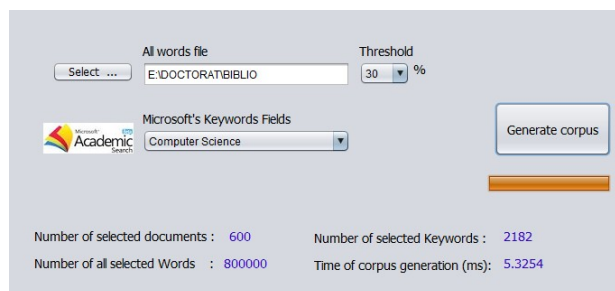 All words file
Threshold
Select ...
E:\DOCTORAT\BIBLIO
30
%
Microsoft's Keywords Fields
Microsoft
Academic
Search
Computer Science
Generate corpus
Number of selected documents : 600
Number of selected Keywords : 2182
Number of all selected Words : 800000
Time of corpus generation (ms): 5.3254